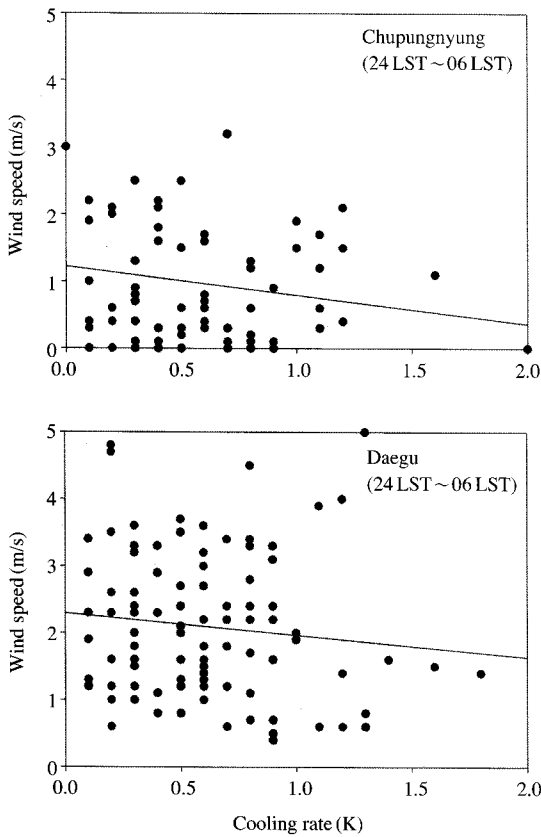 5
Chupungnyung
(24 LST ~ 06 LST)
4
3
2
1
0
Wind speed (m/s)
0.0 0.5 1.0 1.5 2.0
5
Daegu
(24 LST ~ 06 LST)
4
3
2
1
0
Wind speed (m/s)
0.0 0.5 1.0 1.5 2.0
Cooling rate (K)